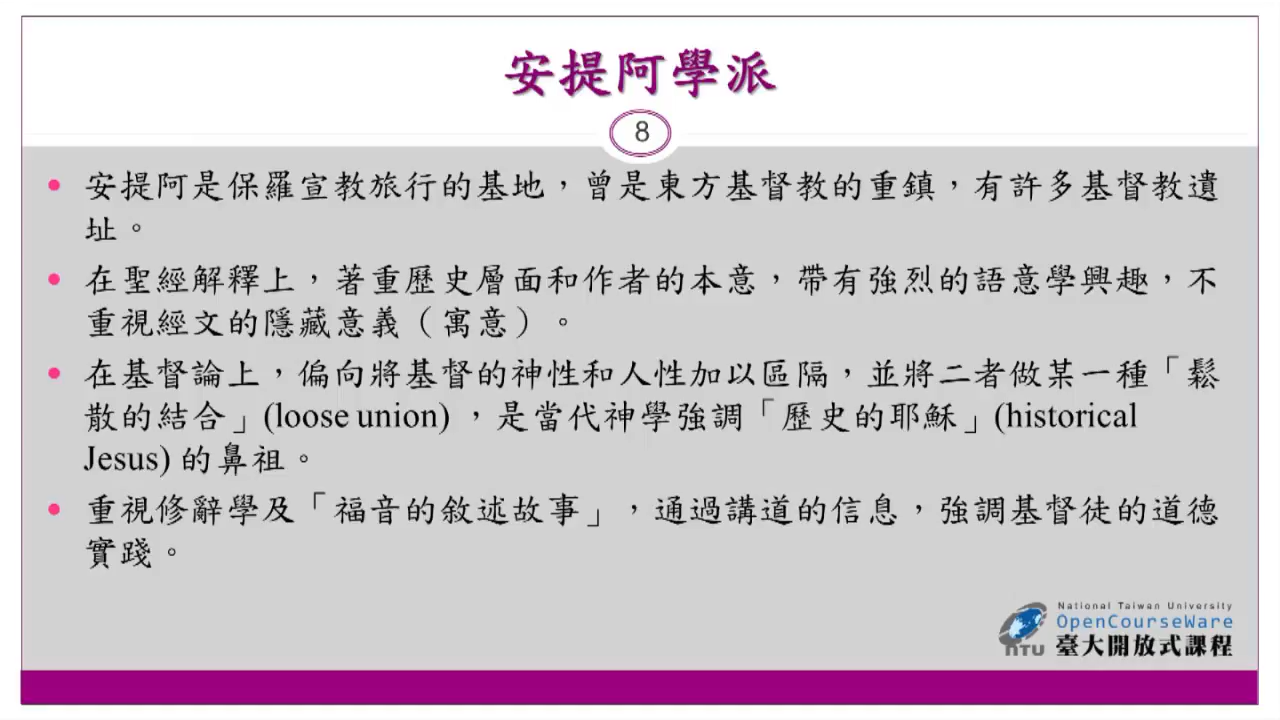 安提阿學派
8
• 安提阿是保羅宣教旅行的基地，曾是東方基督教的重鎮，有許多基督教遺
址。
• 在聖經解釋上，著重歷史層面和作者的本意，帶有強烈的語意學興趣，不
重視經文的隱藏意義（寓意）。
• 在基督論上，偏向將基督的神性和人性加以區隔，並將二者做某一種「鬆
散的結合」(loose union) ，是當代神學強調「歷史的耶穌」(historical
Jesus) 的鼻祖。
• 重視修辭學及「福音的敘述故事」，通過講道的信息，強調基督徒的道德
實踐。
National Taiwan University
OpenCourseWare
NTU 臺大開放式課程